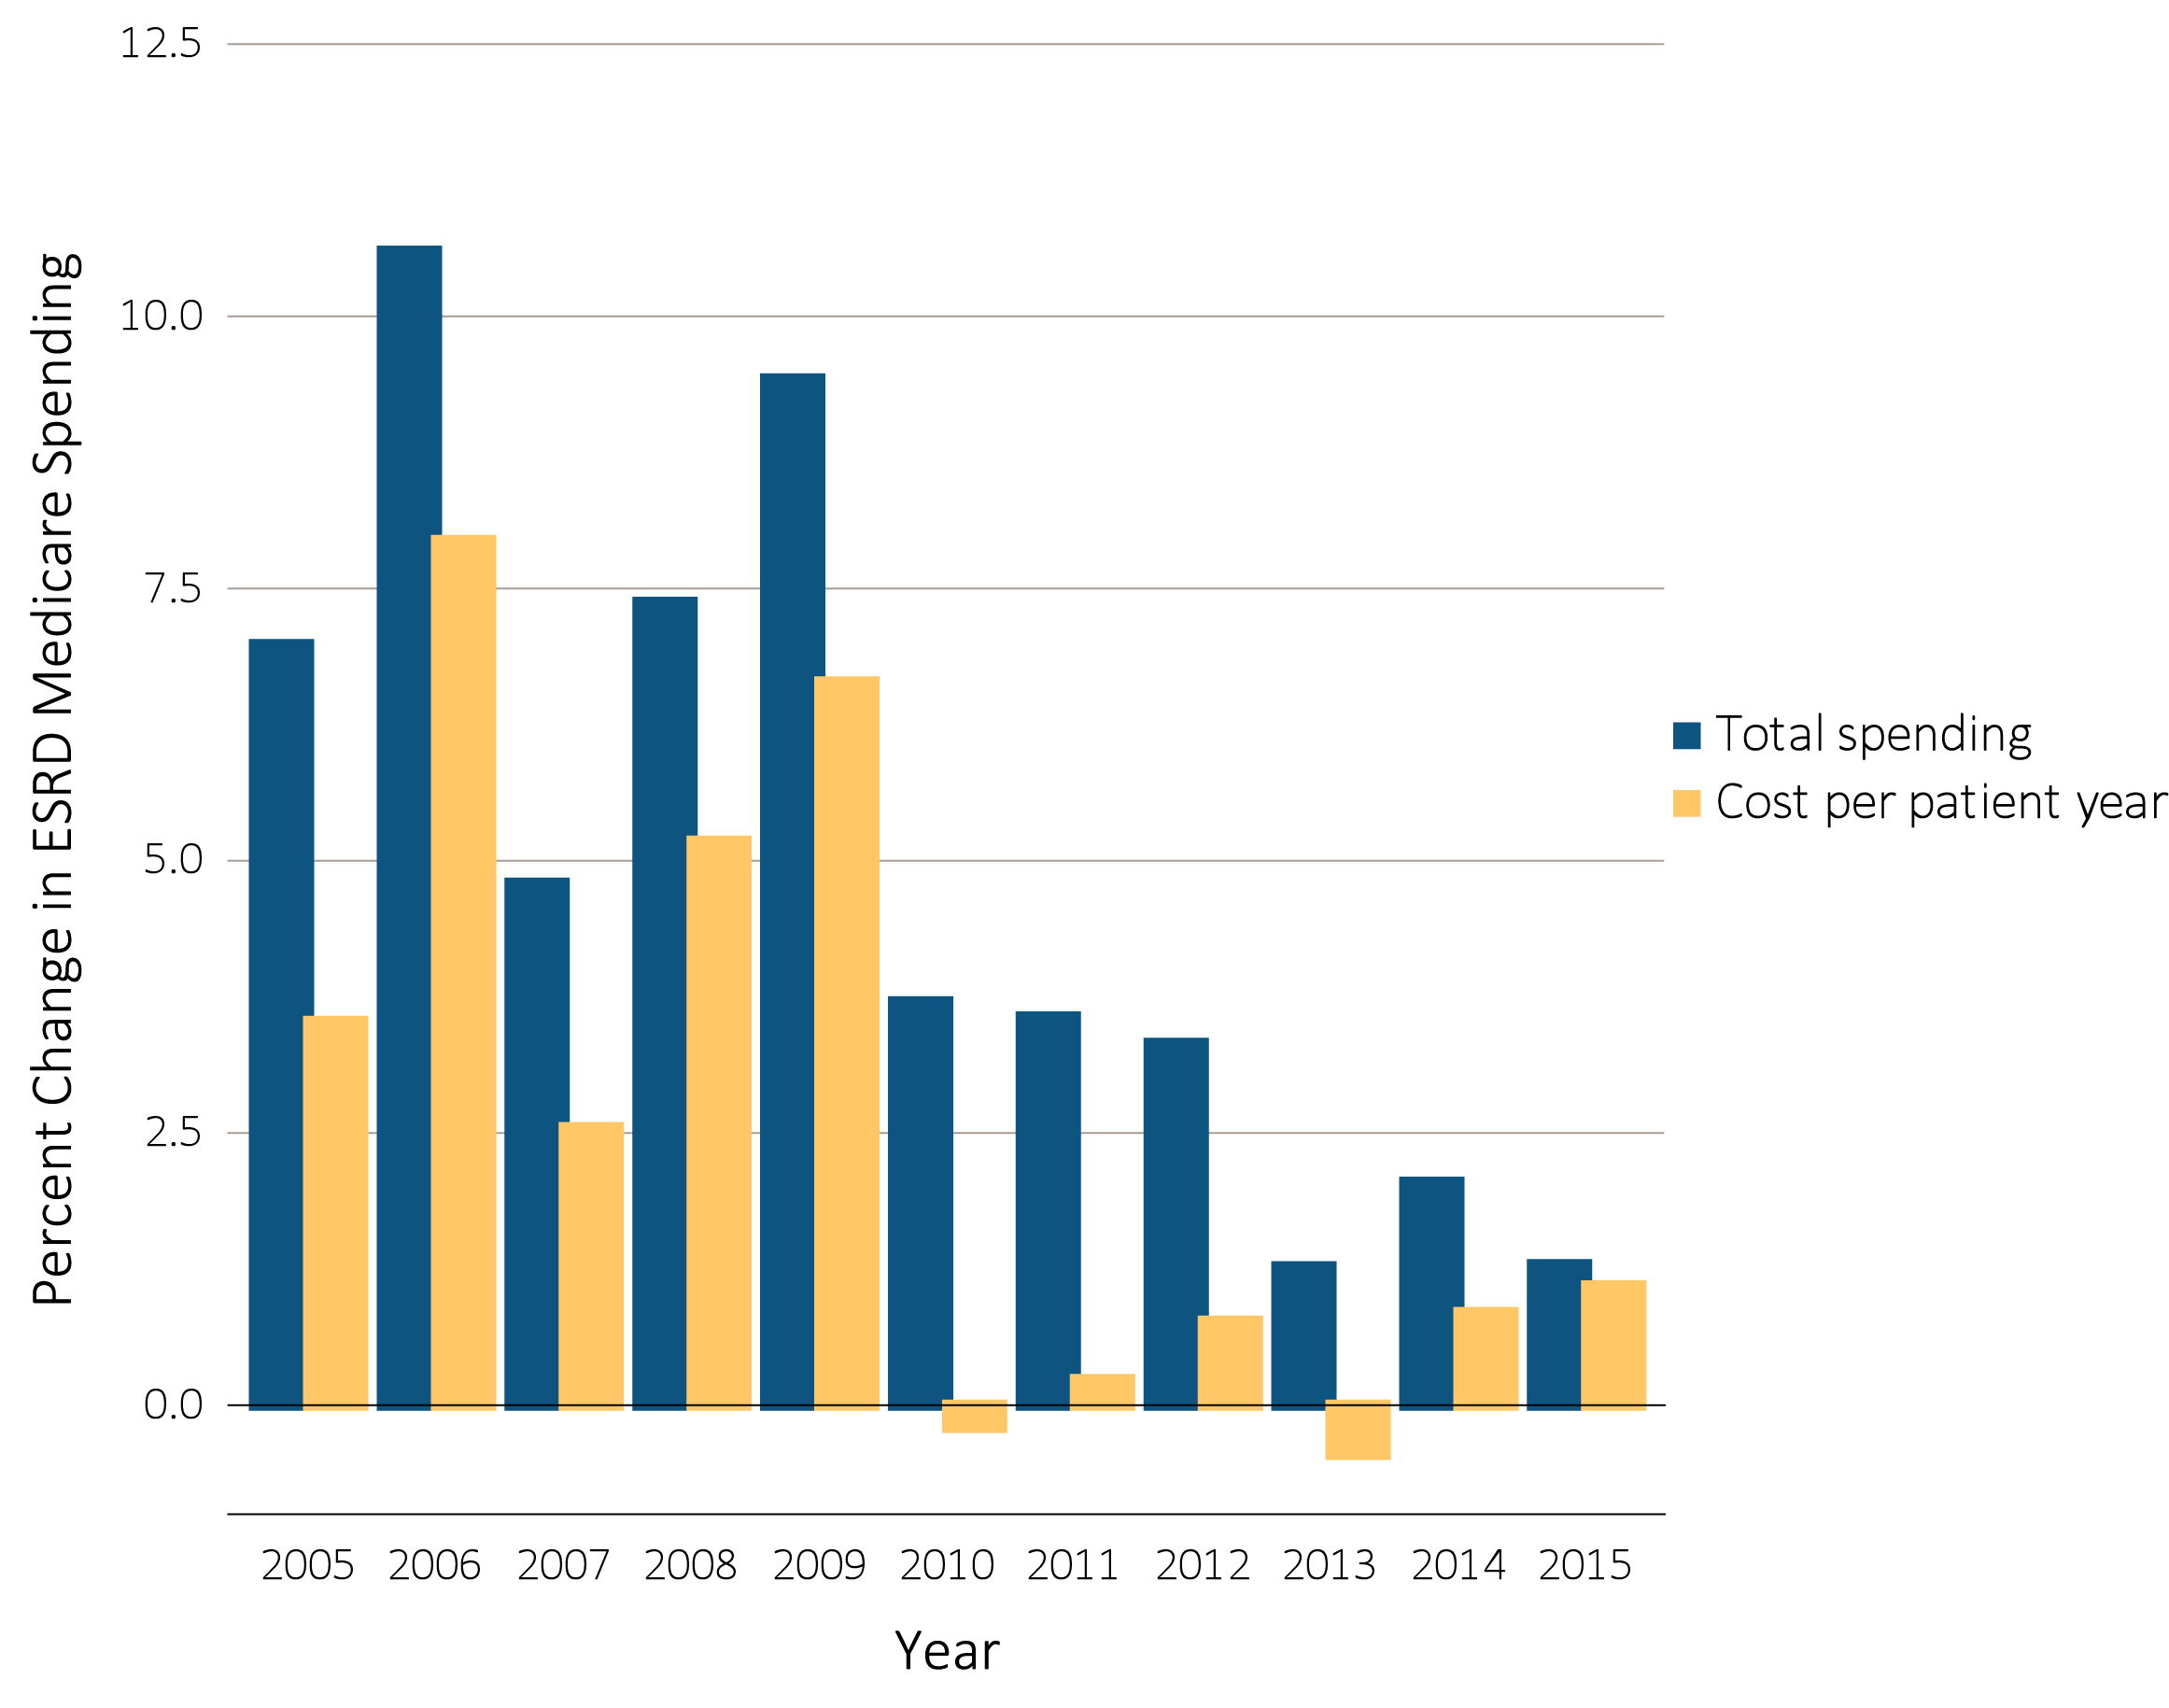 Percent Change in ESRD Medicare Spending
12.5
10.0
7.5
5.0
2.5
0.0
Total spending
Cost per patient year
2005 2006 2007 2008 2009 2010 2011 2012 2013 2014 2015
Year